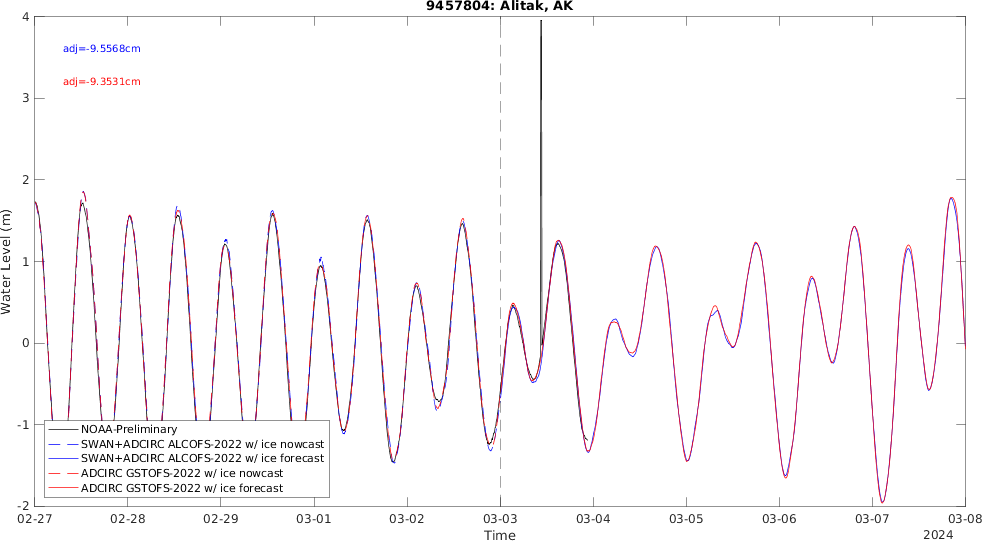 9457804: Alitak, AK
adj=-9.5568cm
adj=-9.3531cm
Water Level (m)
4
3
2
1
0
-1
-2
NOAA-Preliminary
SWAN+ADCIRC ALCOFS-2022 w/ ice nowcast
SWAN+ADCIRC ALCOFS-2022 w/ ice forecast
ADCIRC GSTOFS-2022 w/ ice nowcast
ADCIRC GSTOFS-2022 w/ ice forecast
02-27 02-28 02-29 03-01 03-02 03-03 03-04 03-05 03-06 03-07 03-08
Time
2024